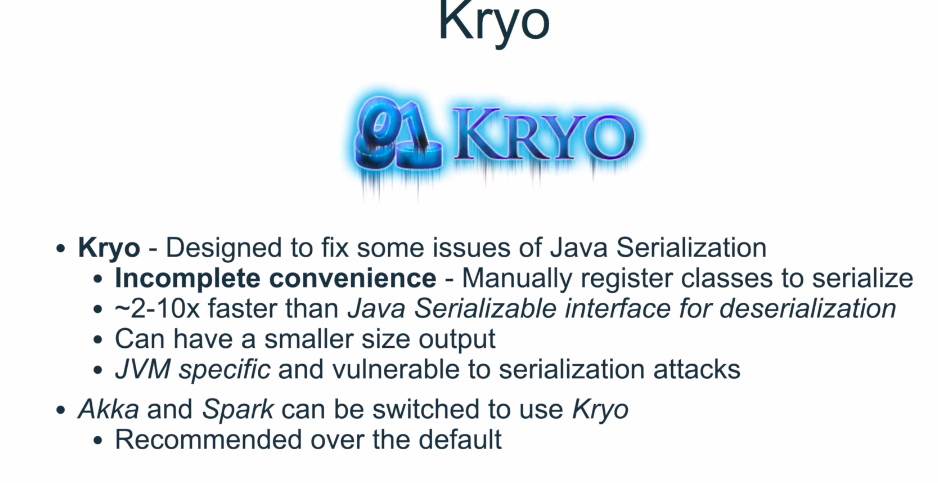 Kryo
01 KRYO
• Kryo - Designed to fix some issues of Java Serialization
• Incomplete convenience - Manually register classes to serialize
• ~2-10x faster than Java Serializable interface for deserialization
• Can have a smaller size output
• JVM specific and vulnerable to serialization attacks
• Akka and Spark can be switched to use Kryo
• Recommended over the default